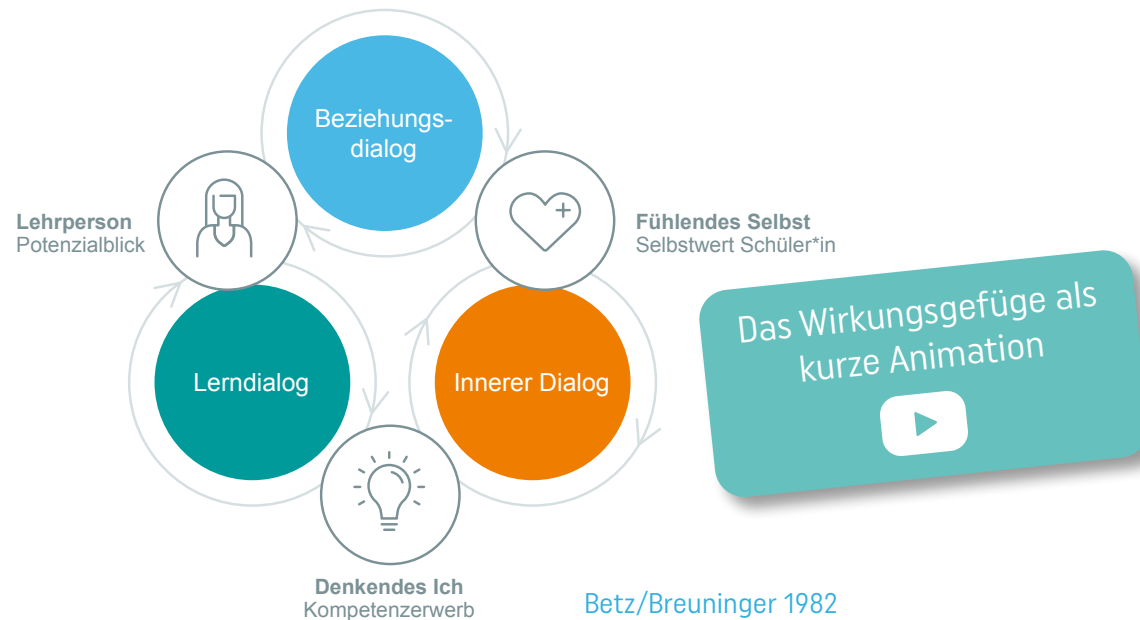 Beziehungs-
dialog
Lehrperson
Potenzialblick
Fühlendes Selbst
Selbstwert Schüler*in
Das Wirkungsgefüge als
kurze Animation
Lerndialog
Innerer Dialog
Denkendes Ich
Kompetenzerwerb
Betz/Breuninger 1982